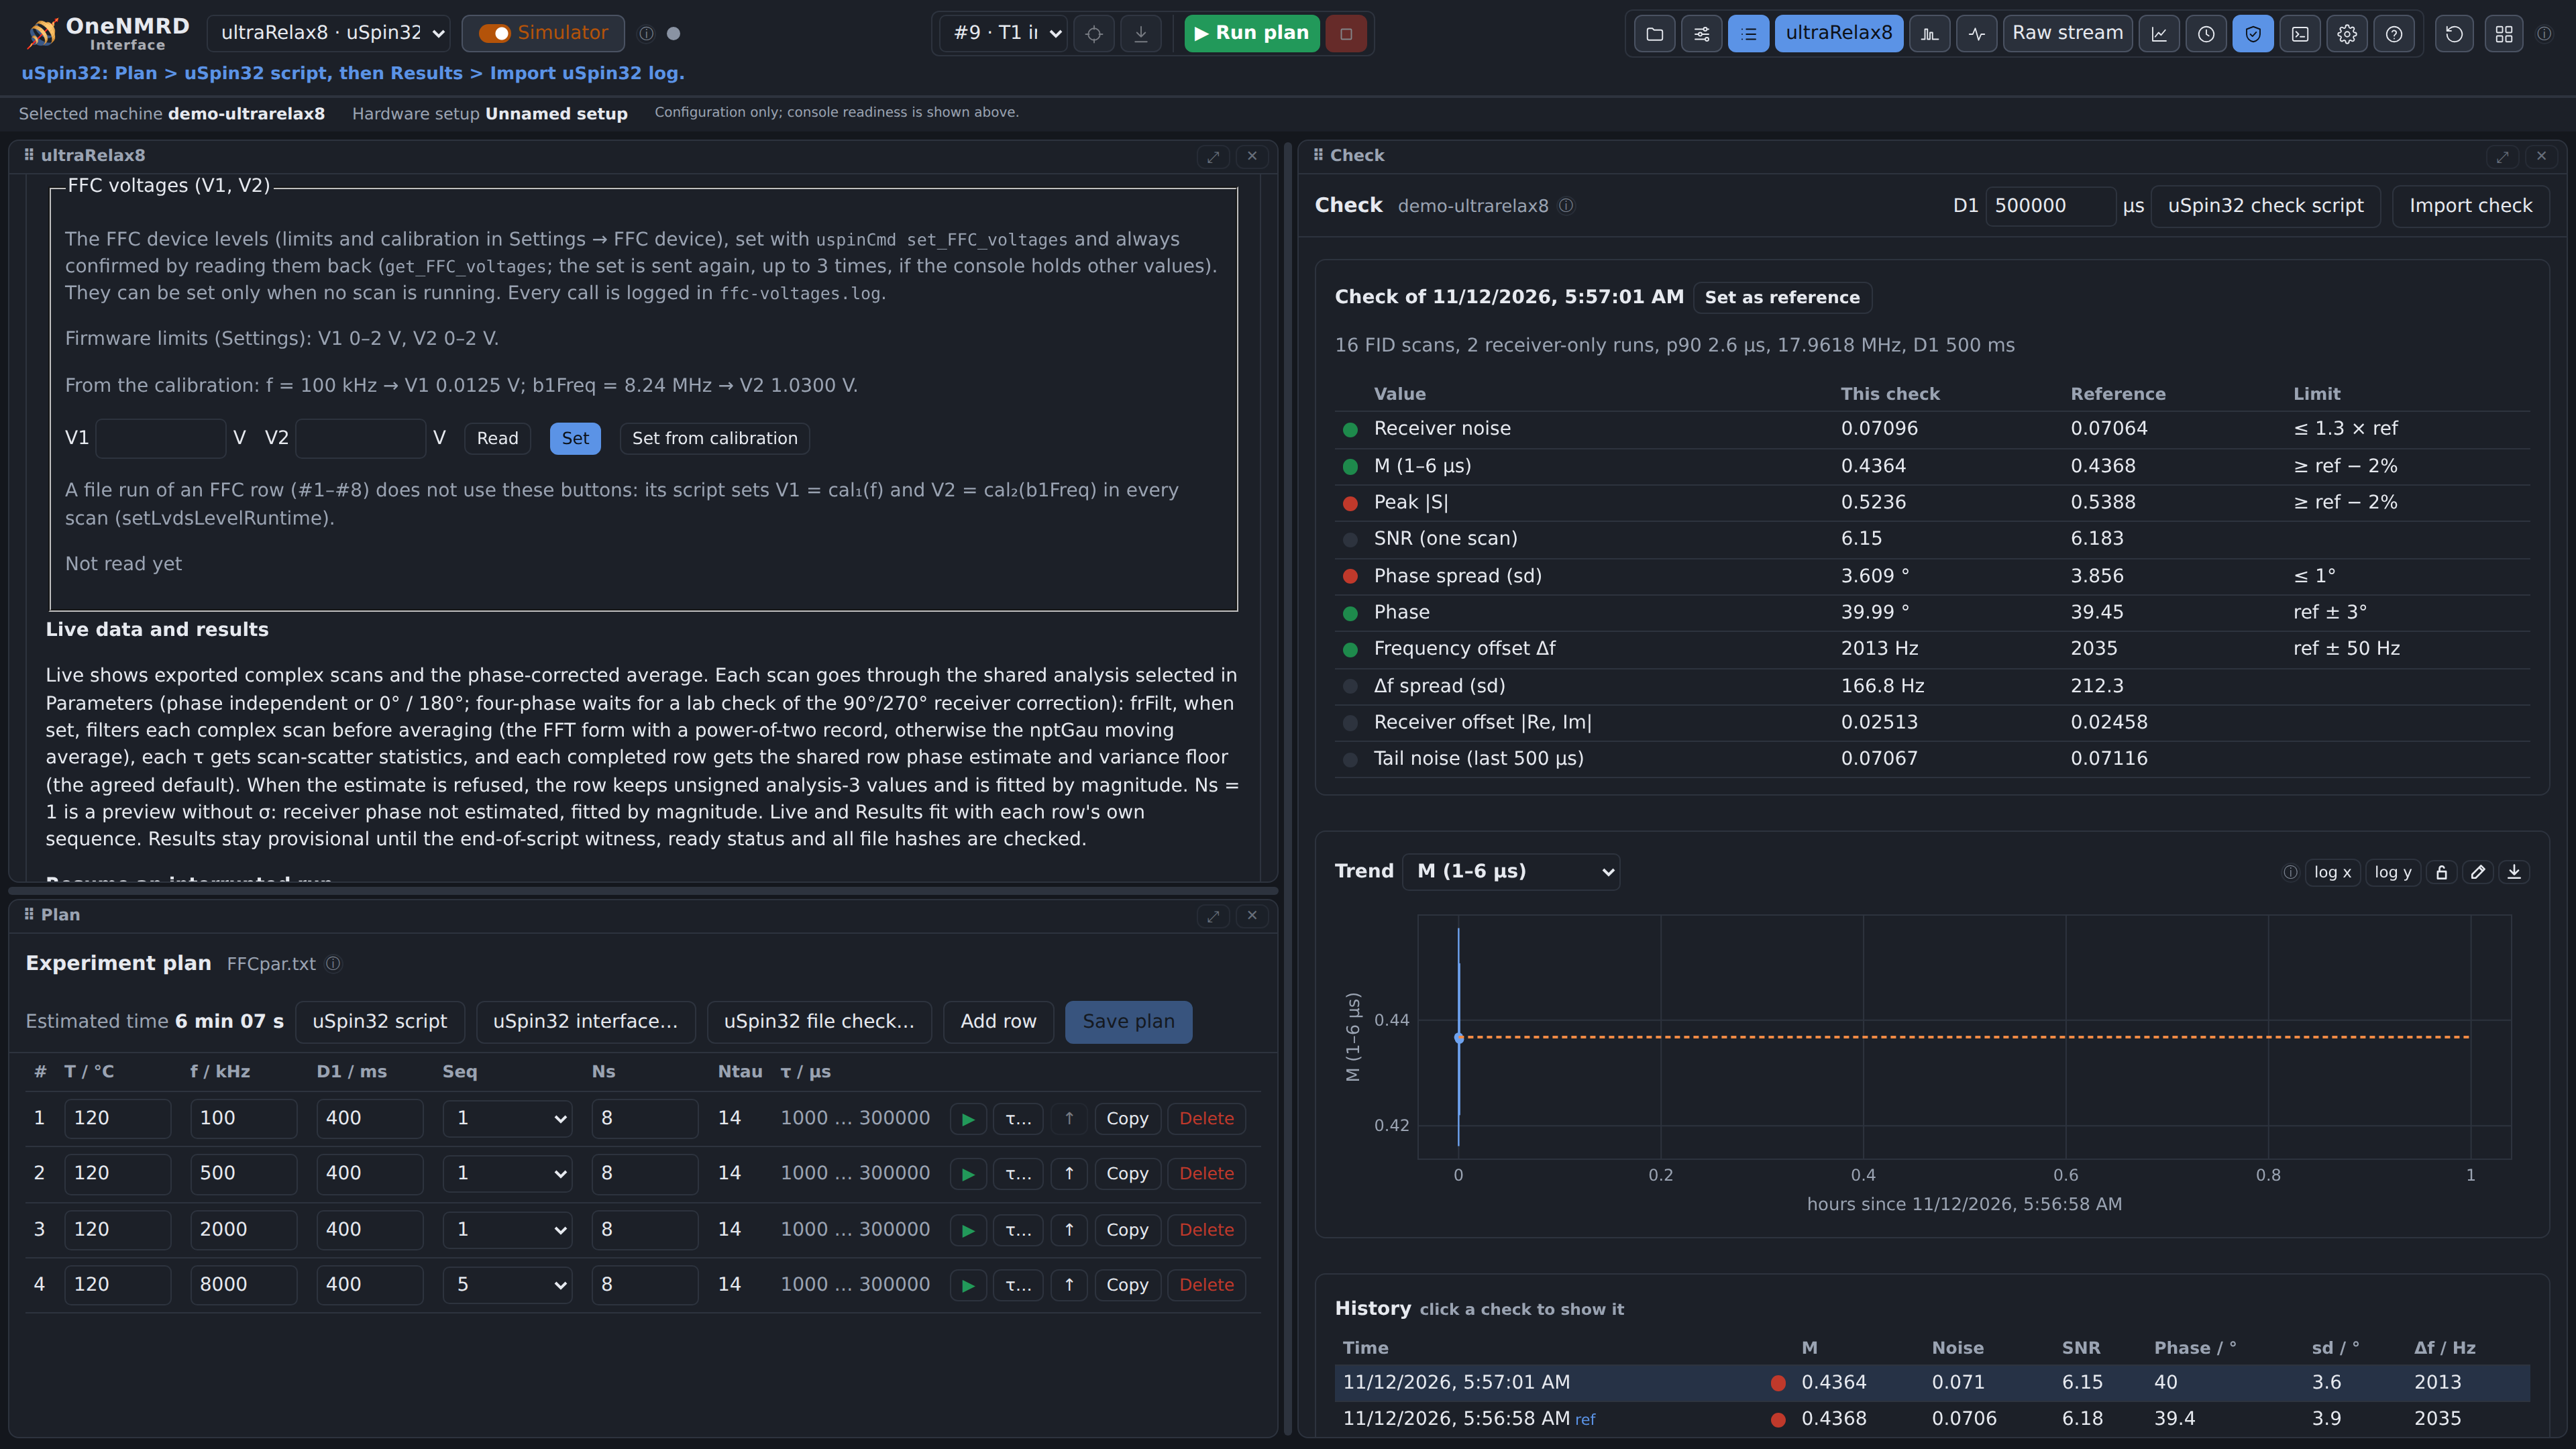 OneNMRD
Interface
ultraRelax8 · uSpin32
Simulator
#9 · T1 ir
▶ Run plan
ultraRelax8
Raw stream
uSpin32: Plan > uSpin32 script, then Results > Import uSpin32 log.
Selected machine demo-ultrarelax8 Hardware setup Unnamed setup Configuration only; console readiness is shown above.
ultraRelax8
FFC voltages (V1, V2)
The FFC device levels (limits and calibration in Settings → FFC device), set with uspinCmd set_FFC_voltages and always
confirmed by reading them back (get_FFC_voltages; the set is sent again, up to 3 times, if the console holds other values).
They can be set only when no scan is running. Every call is logged in ffc-voltages.log.
Firmware limits (Settings): V1 0–2 V, V2 0–2 V.
From the calibration: f = 100 kHz → V1 0.0125 V; b1Freq = 8.24 MHz → V2 1.0300 V.
V1 V V2 V Read Set Set from calibration
A file run of an FFC row (#1–#8) does not use these buttons: its script sets V1 = cal₁(f) and V2 = cal₂(b1Freq) in every
scan (setLvdsLevelRuntime).
Not read yet
Live data and results
Live shows exported complex scans and the phase-corrected average. Each scan goes through the shared analysis selected in
Parameters (phase independent or 0° / 180°; four-phase waits for a lab check of the 90°/270° receiver correction): frFilt, when
set, filters each complex scan before averaging (the FFT form with a power-of-two record, otherwise the nptGau moving
average), each τ gets scan-scatter statistics, and each completed row gets the shared row phase estimate and variance floor
(the agreed default). When the estimate is refused, the row keeps unsigned analysis-3 values and is fitted by magnitude. Ns =
1 is a preview without σ: receiver phase not estimated, fitted by magnitude. Live and Results fit with each row's own
sequence. Results stay provisional until the end-of-script witness, ready status and all file hashes are checked.
Resume an interrupted run
Plan
Experiment plan FFCpar.txt
Estimated time 6 min 07 s uSpin32 script uSpin32 interface... uSpin32 file check... Add row Save plan
# T / °C f / kHz D1 / ms Seq Ns Ntau τ / µs
1 120 100 400 1 8 14 1000 ... 300000 ▶ τ... ↑ Copy Delete
2 120 500 400 1 8 14 1000 ... 300000 ▶ τ... ↑ Copy Delete
3 120 2000 400 1 8 14 1000 ... 300000 ▶ τ... ↑ Copy Delete
4 120 8000 400 5 8 14 1000 ... 300000 ▶ τ... ↑ Copy Delete
Check
Check demo-ultrarelax8 D1 500000 µs uSpin32 check script Import check
Check of 11/12/2026, 5:57:01 AM Set as reference
16 FID scans, 2 receiver-only runs, p90 2.6 µs, 17.9618 MHz, D1 500 ms
Value This check Reference Limit
Receiver noise 0.07096 0.07064 ≤ 1.3 × ref
M (1–6 µs) 0.4364 0.4368 ≥ ref − 2%
Peak |S| 0.5236 0.5388 ≥ ref − 2%
SNR (one scan) 6.15 6.183
Phase spread (sd) 3.609 ° 3.856 ≤ 1°
Phase 39.99 ° 39.45 ref ± 3°
Frequency offset Δf 2013 Hz 2035 ref ± 50 Hz
Δf spread (sd) 166.8 Hz 212.3
Receiver offset |Re, Im| 0.02513 0.02458
Tail noise (last 500 µs) 0.07067 0.07116
Trend M (1–6 µs) log x log y
M (1–6 µs)
0.44
0.42
0 0.2 0.4 0.6 0.8 1
hours since 11/12/2026, 5:56:58 AM
History click a check to show it
Time M Noise SNR Phase / ° sd / ° Δf / Hz
11/12/2026, 5:57:01 AM 0.4364 0.071 6.15 40 3.6 2013
11/12/2026, 5:56:58 AM ref 0.4368 0.0706 6.18 39.4 3.9 2035